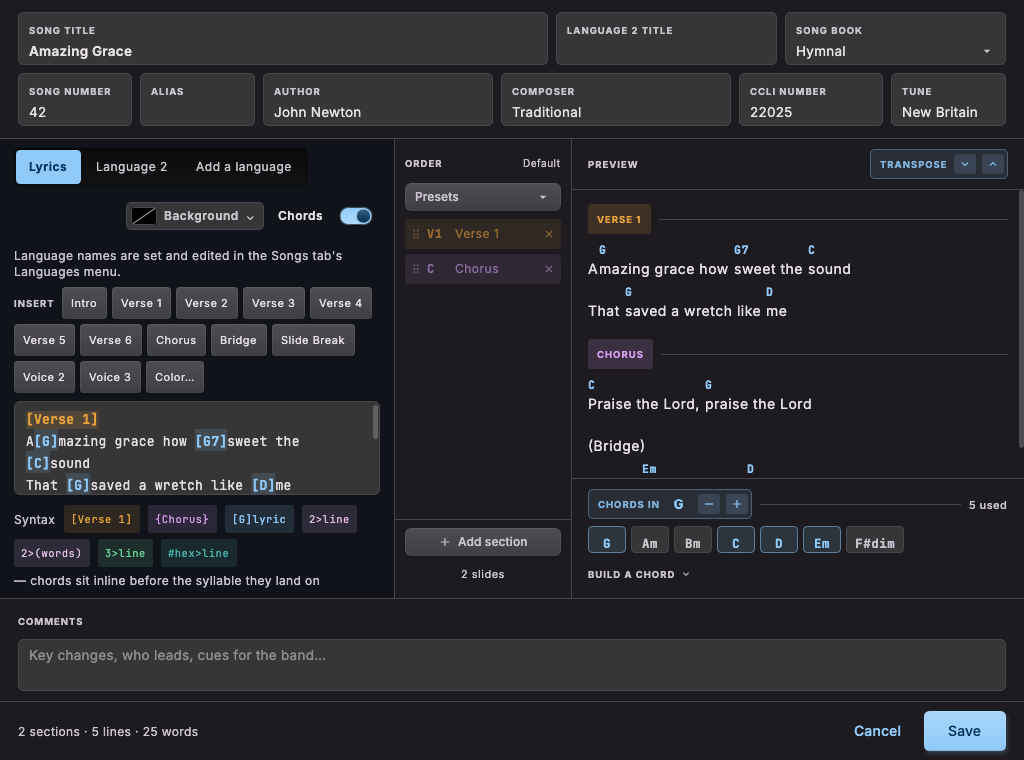 SONG TITLE
Amazing Grace
LANGUAGE 2 TITLE
SONG BOOK
Hymnal
SONG NUMBER
42
ALIAS
AUTHOR
John Newton
COMPOSER
Traditional
CCLI NUMBER
22025
TUNE
New Britain
Lyrics
Language 2
Add a language
Background
Chords
Language names are set and edited in the Songs tab's
Languages menu.
INSERT
Intro
Verse 1
Verse 2
Verse 3
Verse 4
Verse 5
Verse 6
Chorus
Bridge
Slide Break
Voice 2
Voice 3
Color...
[Verse 1]
A[G]mazing grace how [G7]sweet the
[C]sound
That [G]saved a wretch like [D]me
Syntax
[Verse 1]
{Chorus}
[G]lyric
2>line
2>(words)
3>line
#hex>line
— chords sit inline before the syllable they land on
ORDER
Default
Presets
V1 Verse 1 ×
C Chorus ×
+ Add section
2 slides
PREVIEW
TRANSPOSE
VERSE 1
G G7 C
Amazing grace how sweet the sound
G D
That saved a wretch like me
CHORUS
C G
Praise the Lord, praise the Lord
(Bridge)
Em D
CHORDS IN G − +
5 used
G
Am
Bm
C
D
Em
F#dim
BUILD A CHORD
COMMENTS
Key changes, who leads, cues for the band...
2 sections · 5 lines · 25 words
Cancel
Save